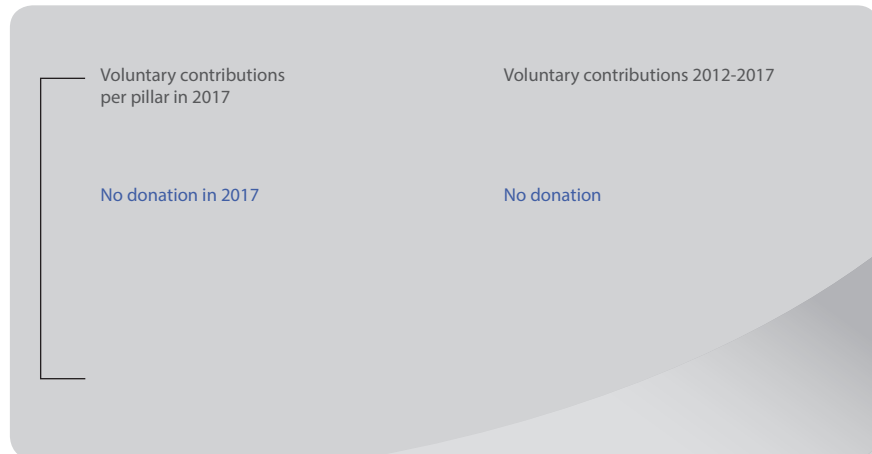 Voluntary contributions
per pillar in 2017
Voluntary contributions 2012-2017
No donation in 2017
No donation